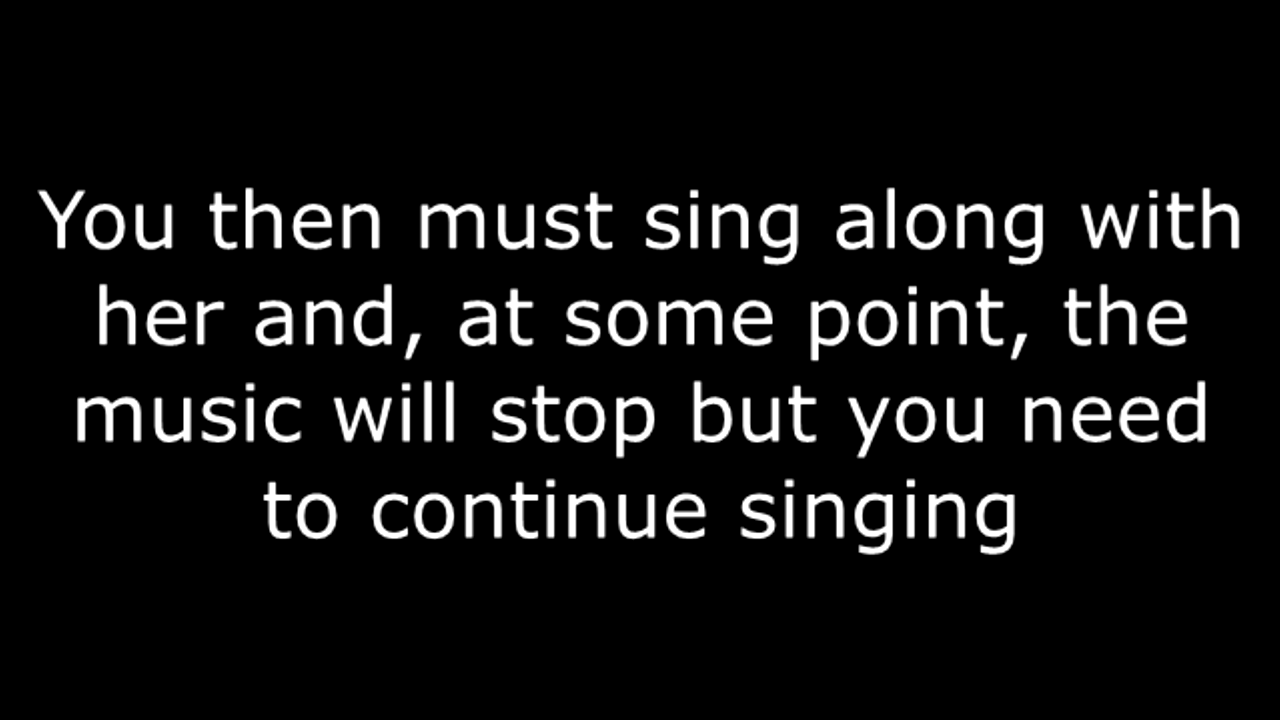 You then must sing along with
her and, at some point, the
music will stop but you need
to continue singing